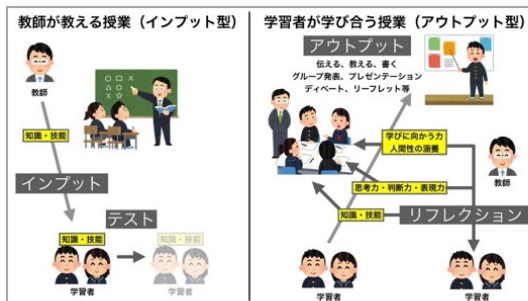 教師が教える授業（インプット型）
教師
知識・技能
インプット
テスト
知識・技能
知識・技能
学習者
学習者
学習者が学び合う授業（アウトプット型）
アウトプット
伝える、教える、書く
グループ発表、プレゼンテーション
ディベート、リーフレット等
学びに向かう力
人間性の涵養
教師
思考力・判断力・表現力
知識・技能
リフレクション
学習者
学習者